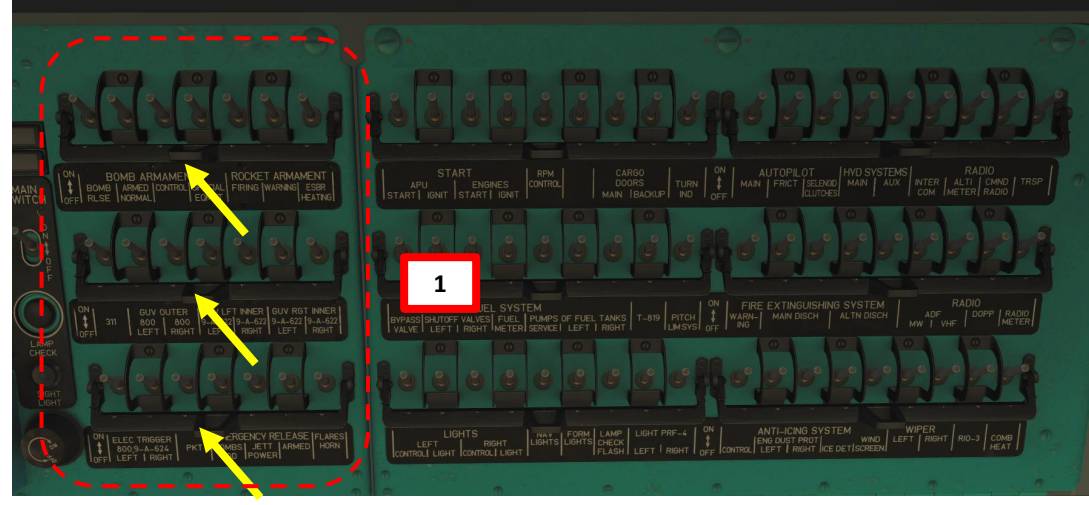 BOMB ARMAMENT ROCKET ARMAMENT
ON OFF BOMB RLSE ARMED NORMAL CONTROL EQPT FIRING WARNING ESBR HEATING
START RPM CONTROL CARGO DOORS TURN IND
APU START IGNIT ENGINES START IGNIT MAIN BACKUP
ON OFF AUTOPILOT HYD SYSTEMS RADIO
MAIN FRICT SELENOID CLUTCHES MAIN AUX INTER COM ALTI METER CMND RADIO TRSP
MAIN
ON OFF
LAMP CHECK
SIGHT LIGHT
1
ON OFF 311 GUV OUTER LFT INNER GUV RGT INNER
800 LEFT 800 RIGHT 9-A-622 LEFT 9-A-622 RIGHT 9-A-622 LEFT 9-A-622 RIGHT
FUEL SYSTEM
BYPASS VALVE SHUTOFF VALVES LEFT RIGHT FUEL METER PUMPS OF FUEL TANKS SERVICE LEFT RIGHT T-819 PITCH LIM SYS
ON OFF FIRE EXTINGUISHING SYSTEM RADIO
WARN-ING MAIN DISCH ALTN DISCH ADF MW VHF DOPP RADIO METER
ON OFF ELEC TRIGGER 800 9-A-624 LEFT RIGHT PKT EMERGENCY RELEASE JETT POWER ARMED FLARES HORN
LIGHTS NAV LIGHTS FORM LIGHTS LAMP CHECK FLASH LIGHT PRF-4 LEFT RIGHT
LEFT CONTROL LIGHT RIGHT CONTROL LIGHT
ON OFF ANTI-ICING SYSTEM WIPER
CONTROL ENG DUST PROT LEFT RIGHT ICE DET WIND SCREEN LEFT RIGHT RIO-3 COMB HEAT